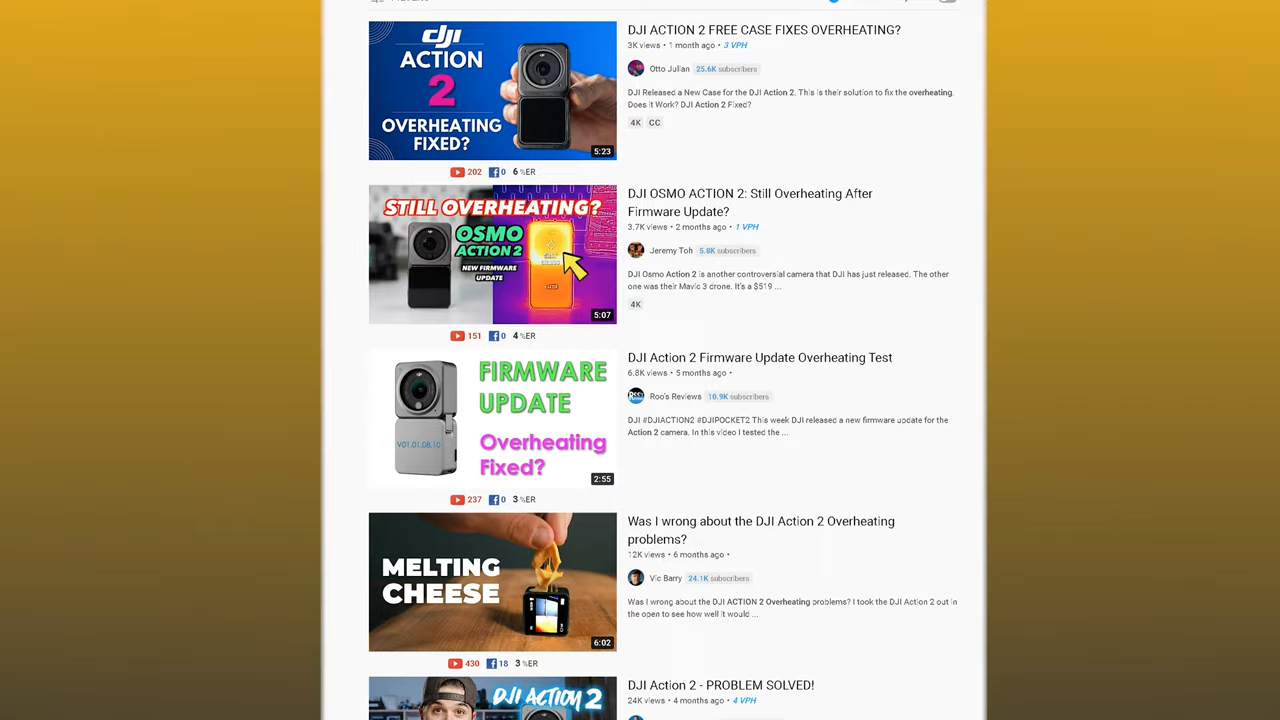 DJI ACTION 2 FREE CASE FIXES OVERHEATING?
3K views • 1 month ago • 3 VPH
Otto Julian 25.6K subscribers
DJI Released a New Case for the DJI Action 2. This is their solution to fix the overheating.
Does it Work? DJI Action 2 Fixed?
4K CC
dji
ACTION
2
OVERHEATING
FIXED?
5:23
202 0 6 %ER
DJI OSMO ACTION 2: Still Overheating After
Firmware Update?
3.7K views • 2 months ago • 1 VPH
Jeremy Toh 5.8K subscribers
DJI Osmo Action 2 is another controversial camera that DJI has just released. The other
one was their Mavic 3 drone. It's a $519 ...
4K
STILL OVERHEATING?
OSMO
ACTION 2
NEW FIRMWARE
UPDATE
5:07
151 0 4 %ER
DJI Action 2 Firmware Update Overheating Test
6.8K views • 5 months ago •
Roo's Reviews 10.9K subscribers
DJI #DJIACTION2 #DJIPOCKET2 This week DJI released a new firmware update for the
Action 2 camera. In this video I tested the ...
FIRMWARE
UPDATE
V01.01.08.10
Overheating
Fixed?
2:55
237 0 3 %ER
Was I wrong about the DJI Action 2 Overheating
problems?
12K views • 6 months ago •
Vic Barry 24.1K subscribers
Was I wrong about the DJI ACTION 2 Overheating problems? I took the DJI Action 2 out in
the open to see how well it would ...
MELTING
CHEESE
6:02
430 18 3 %ER
DJI Action 2 - PROBLEM SOLVED!
24K views • 4 months ago • 4 VPH
DJI ACTION 2